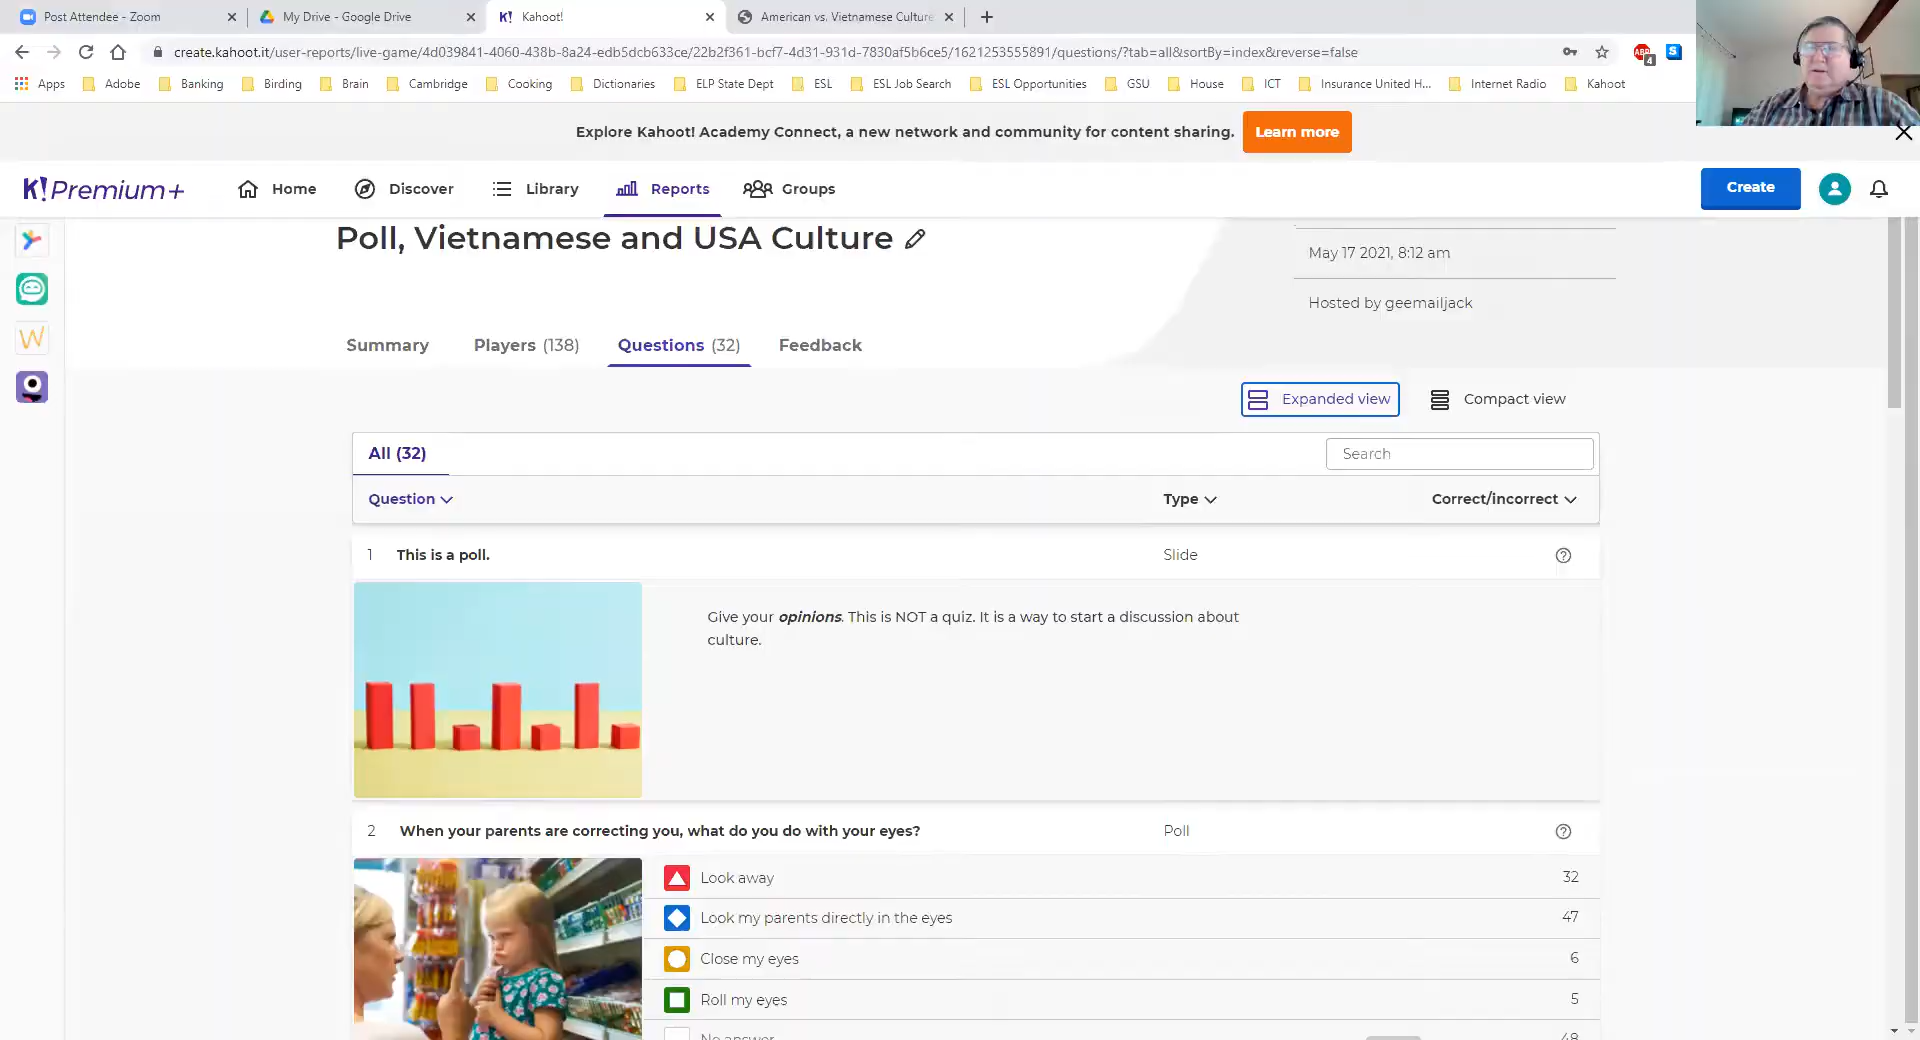 Post Attendee - Zoom
My Drive - Google Drive
K! Kahoot!
American vs. Vietnamese Culture
create.kahoot.it/user-reports/live-game/4d039841-4060-438b-8a24-edb5dcb633ce/22b2f361-bcf7-4d31-931d-7830af5b6ce5/1621253555891/questions/?tab=all&sortBy=index&reverse=false
ABP 4 S
Apps Adobe Banking Birding Brain Cambridge Cooking Dictionaries ELP State Dept ESL ESL Job Search ESL Opportunities GSU House ICT Insurance United H... Internet Radio Kahoot
Explore Kahoot! Academy Connect, a new network and community for content sharing. Learn more
K! Premium+ Home Discover Library Reports Groups Create
Poll, Vietnamese and USA Culture
May 17 2021, 8:12 am
Hosted by geemailjack
Summary Players (138) Questions (32) Feedback
Expanded view Compact view
All (32) Search
Question Type Correct/incorrect
1 This is a poll. Slide
Give your opinions. This is NOT a quiz. It is a way to start a discussion about
culture.
2 When your parents are correcting you, what do you do with your eyes? Poll
Look away 32
Look my parents directly in the eyes 47
Close my eyes 6
Roll my eyes 5
No answer 48